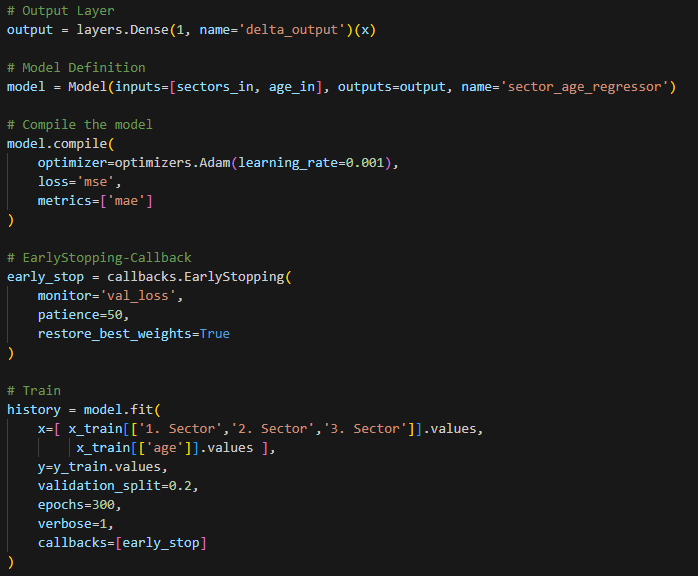 # Output Layer
output = layers.Dense(1, name='delta_output')(x)
# Model Definition
model = Model(inputs=[sectors_in, age_in], outputs=output, name='sector_age_regressor')
# Compile the model
model.compile(
    optimizer=optimizers.Adam(learning_rate=0.001),
    loss='mse',
    metrics=['mae']
)
# EarlyStopping-Callback
early_stop = callbacks.EarlyStopping(
    monitor='val_loss',
    patience=50,
    restore_best_weights=True
)
# Train
history = model.fit(
    x=[ x_train[['1. Sector','2. Sector','3. Sector']].values,
         x_train[['age']].values ],
    y=y_train.values,
    validation_split=0.2,
    epochs=300,
    verbose=1,
    callbacks=[early_stop]
)